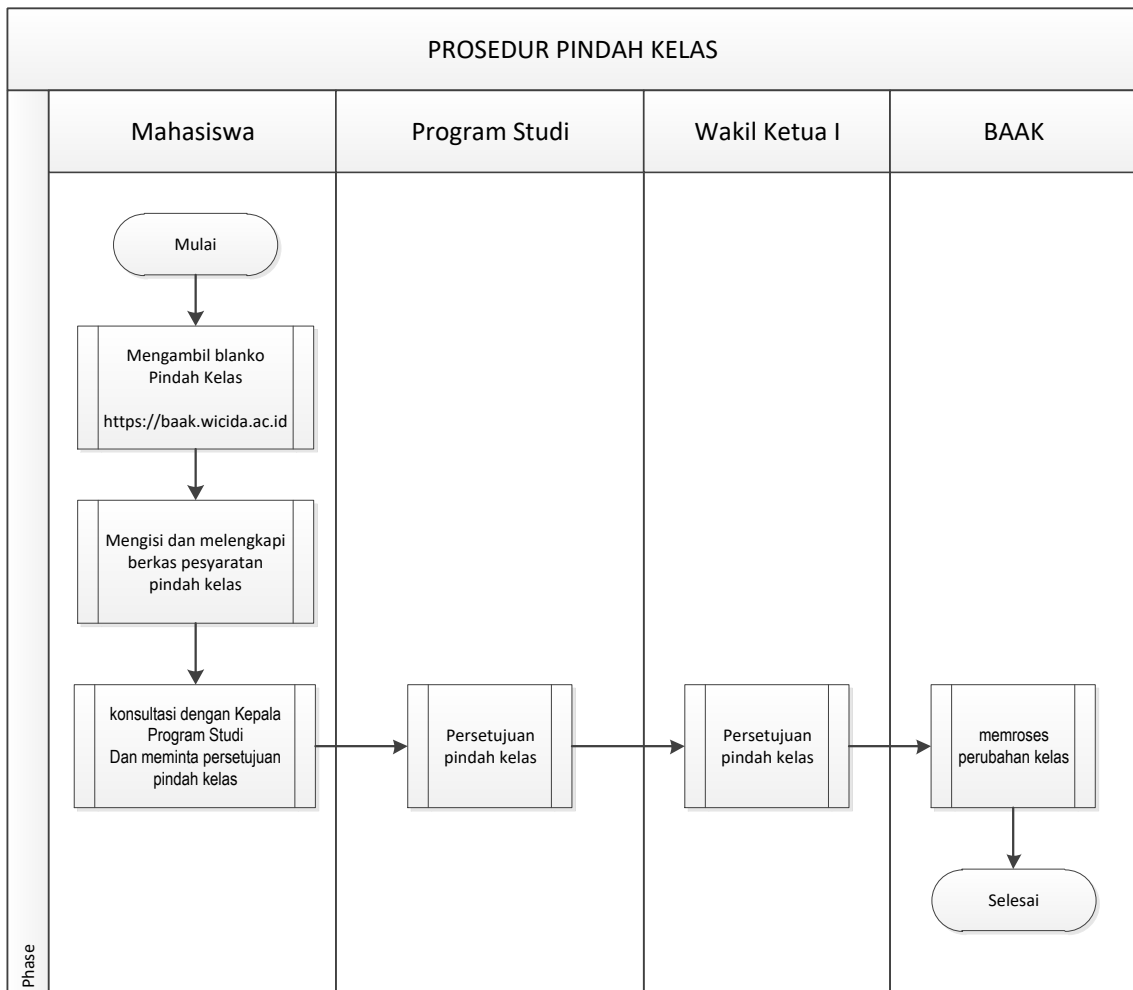 PROSEDUR PINDAH KELAS
Mahasiswa
Program Studi
Wakil Ketua I
BAAK
Mulai
Mengambil blanko
Pindah Kelas
https://baak.wicida.ac.id
Mengisi dan melengkapi
berkas pesyaratan
pindah kelas
konsultasi dengan Kepala
Program Studi
Dan meminta persetujuan
pindah kelas
Persetujuan
pindah kelas
Persetujuan
pindah kelas
memroses
perubahan kelas
Selesai
Phase